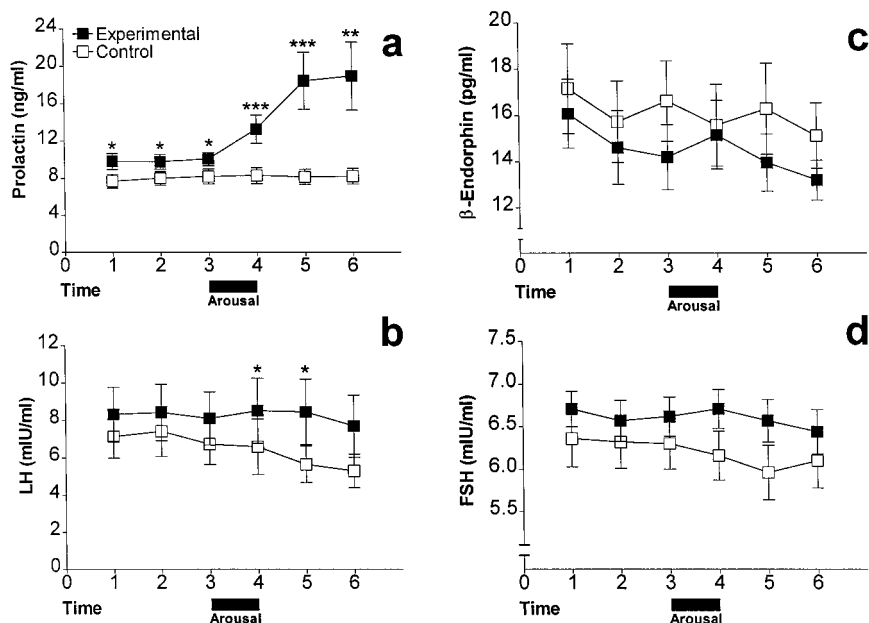 a
Experimental
Control
Prolactin (ng/ml)
24
20
16
12
8
4
0
* * * *** *** **
0 1 2 3 4 5 6
Time
Arousal
c
β-Endorphin (pg/ml)
20
18
16
14
12
0 1 2 3 4 5 6
Time
Arousal
b
LH (mIU/ml)
12
10
8
6
4
2
0
* *
0 1 2 3 4 5 6
Time
Arousal
d
FSH (mIU/ml)
7.5
7.0
6.5
6.0
5.5
0 1 2 3 4 5 6
Time
Arousal